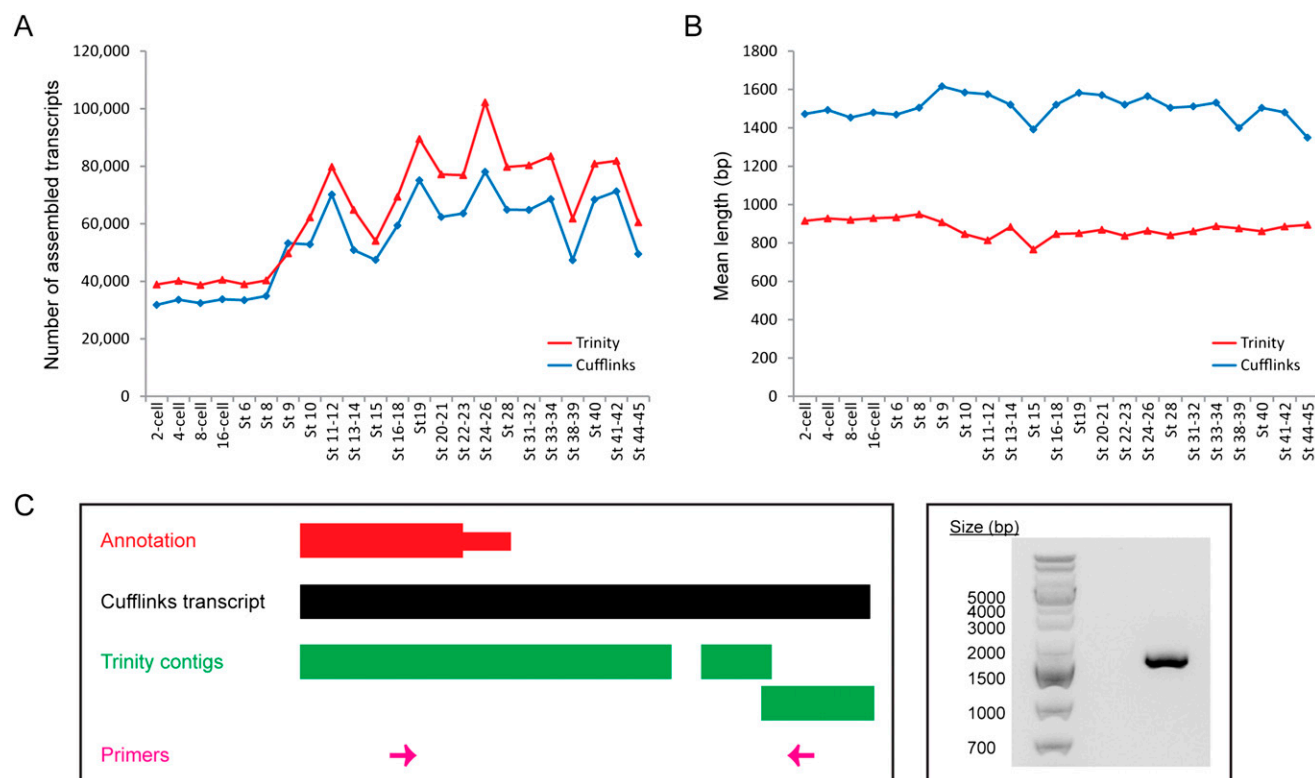 A
Number of assembled transcripts
120,000
100,000
80,000
60,000
40,000
20,000
0
Trinity
Cufflinks
2-cell
4-cell
8-cell
16-cell
St 6
St 8
St 9
St 10
St 11-12
St 13-14
St 15
St 16-18
St19
St 20-21
St 22-23
St 24-26
St 28
St 31-32
St 33-34
St 38-39
St 40
St 41-42
St 44-45
B
Mean length (bp)
1800
1600
1400
1200
1000
800
600
400
200
0
Trinity
Cufflinks
2-cell
4-cell
8-cell
16-cell
St 6
St 8
St 9
St 10
St 11-12
St 13-14
St 15
St 16-18
St19
St 20-21
St 22-23
St 24-26
St 28
St 31-32
St 33-34
St 38-39
St 40
St 41-42
St 44-45
C
Annotation
Cufflinks transcript
Trinity contigs
Primers
Size (bp)
5000
4000
3000
2000
1500
1000
700